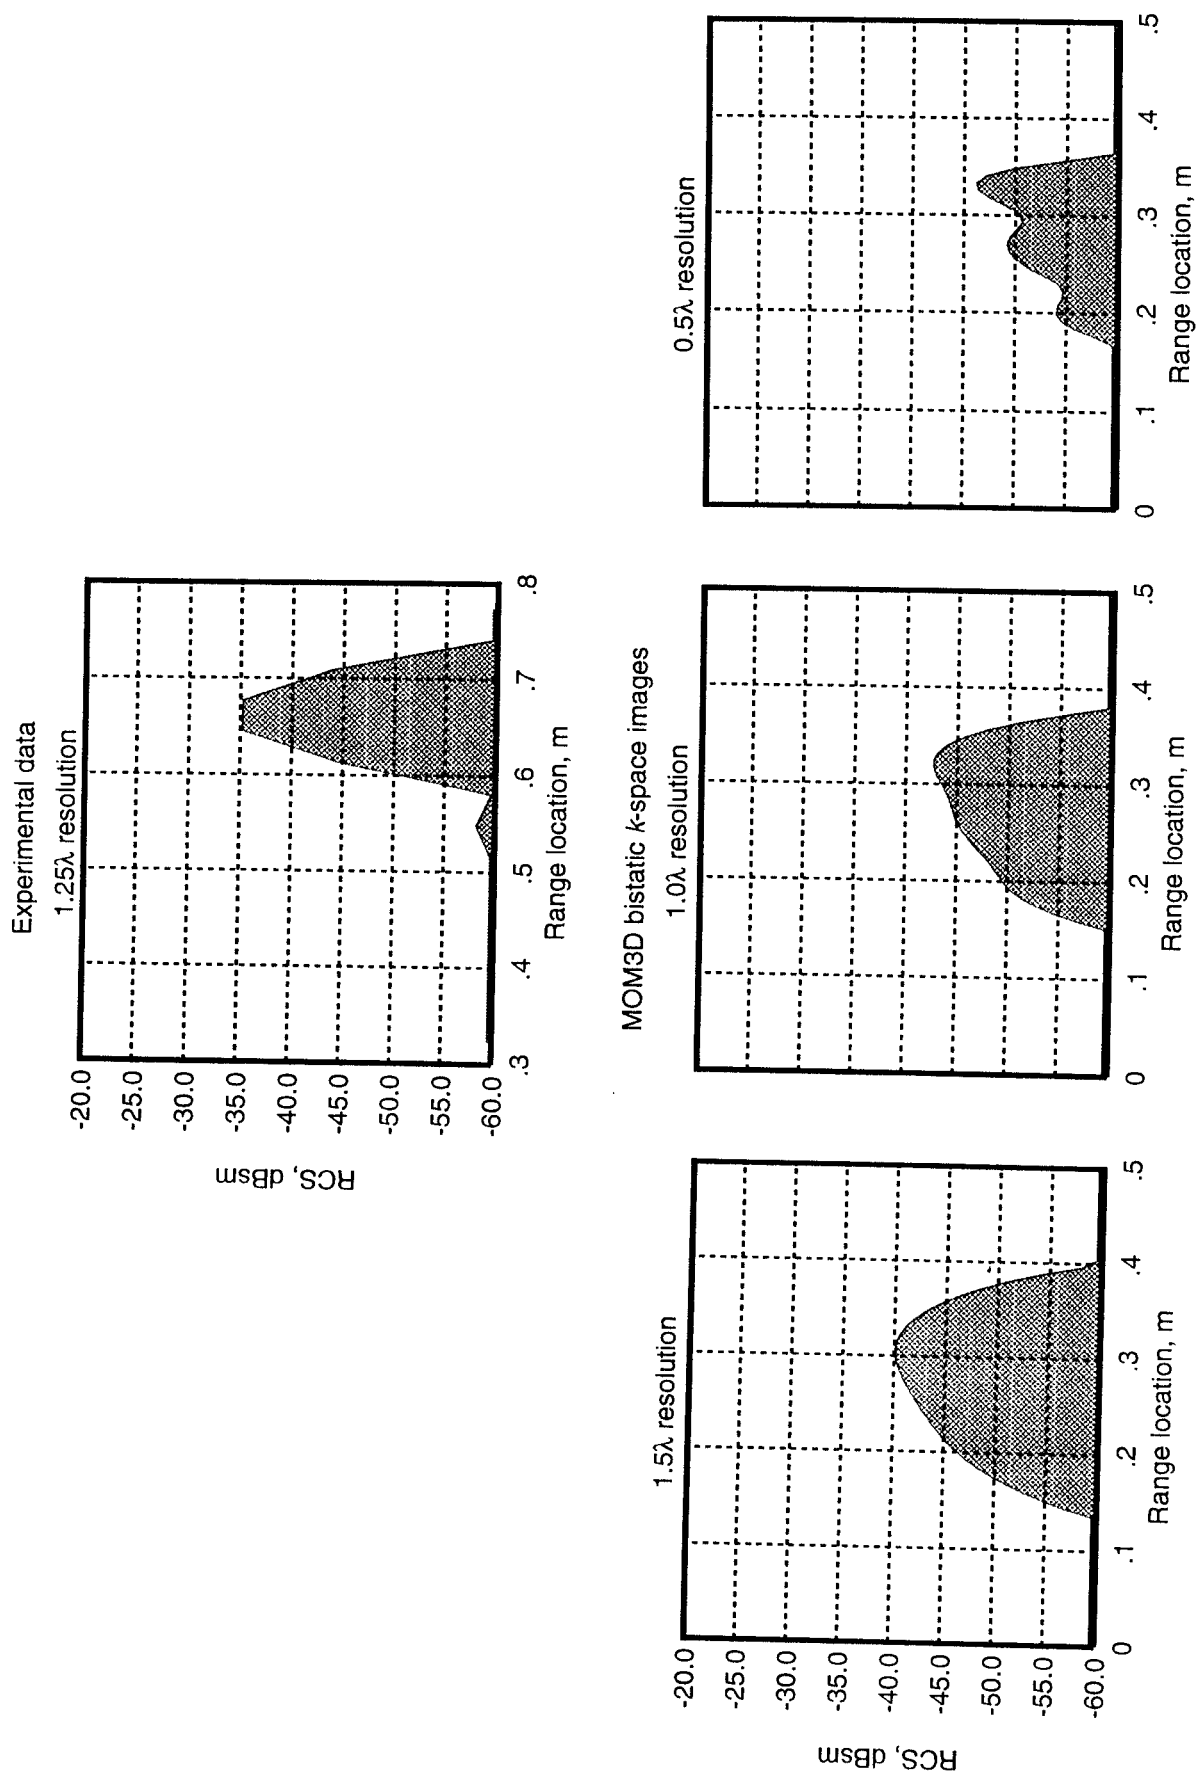 Experimental data
1.25λ resolution
RCS, dBsm
-20.0
-25.0
-30.0
-35.0
-40.0
-45.0
-50.0
-55.0
-60.0
.3 .4 .5 .6 .7 .8
Range location, m
MOM3D bistatic k-space images
1.5λ resolution
RCS, dBsm
-20.0
-25.0
-30.0
-35.0
-40.0
-45.0
-50.0
-55.0
-60.0
0 .1 .2 .3 .4 .5
Range location, m
1.0λ resolution
0 .1 .2 .3 .4 .5
Range location, m
0.5λ resolution
0 .1 .2 .3 .4 .5
Range location, m